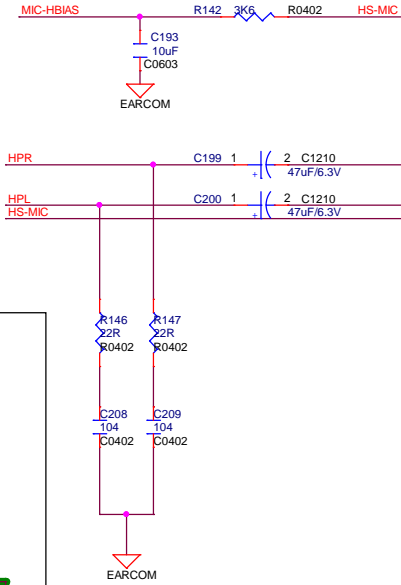 MIC-HBIAS R142 3K6 R0402 HS-MIC
C193
10uF
C0603
EARCOM
HPR C199 1 2 C1210
+ 47uF/6.3V
HPL C200 1 2 C1210
HS-MIC + 47uF/6.3V
R146 R147
22R 22R
R0402 R0402
C208 C209
104 104
C0402 C0402
EARCOM